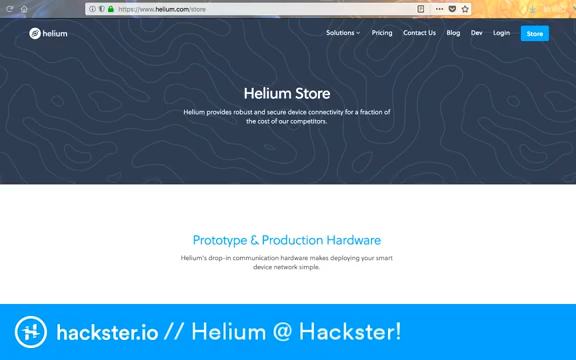 https://www.helium.com/store
helium
Solutions Pricing Contact Us Blog Dev Login Store
Helium Store
Helium provides robust and secure device connectivity for a fraction of
the cost of our competitors.
Prototype & Production Hardware
Helium's drop-in communication hardware makes deploying your smart
device network simple.
hackster.io // Helium @ Hackster!